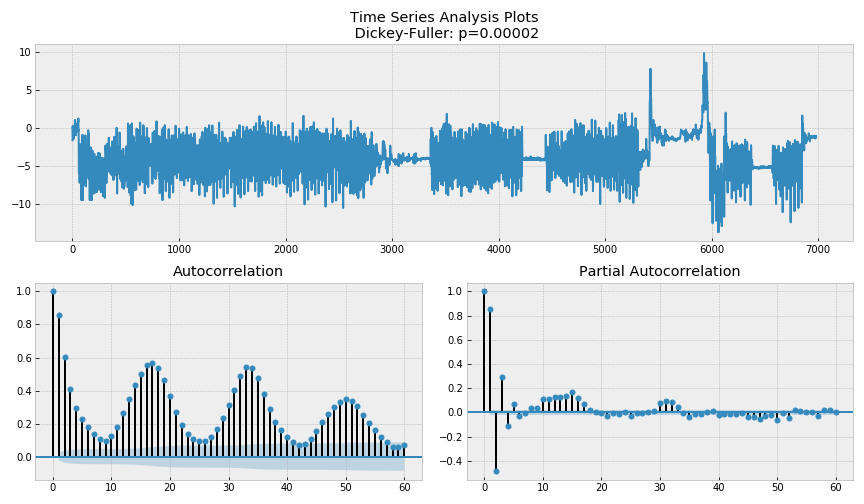 Time Series Analysis Plots
Dickey-Fuller: p=0.00002
10
5
0
−5
−10
0 1000 2000 3000 4000 5000 6000 7000
Autocorrelation
1.0
0.8
0.6
0.4
0.2
0.0
0 10 20 30 40 50 60
Partial Autocorrelation
1.0
0.8
0.6
0.4
0.2
0.0
−0.2
−0.4
0 10 20 30 40 50 60